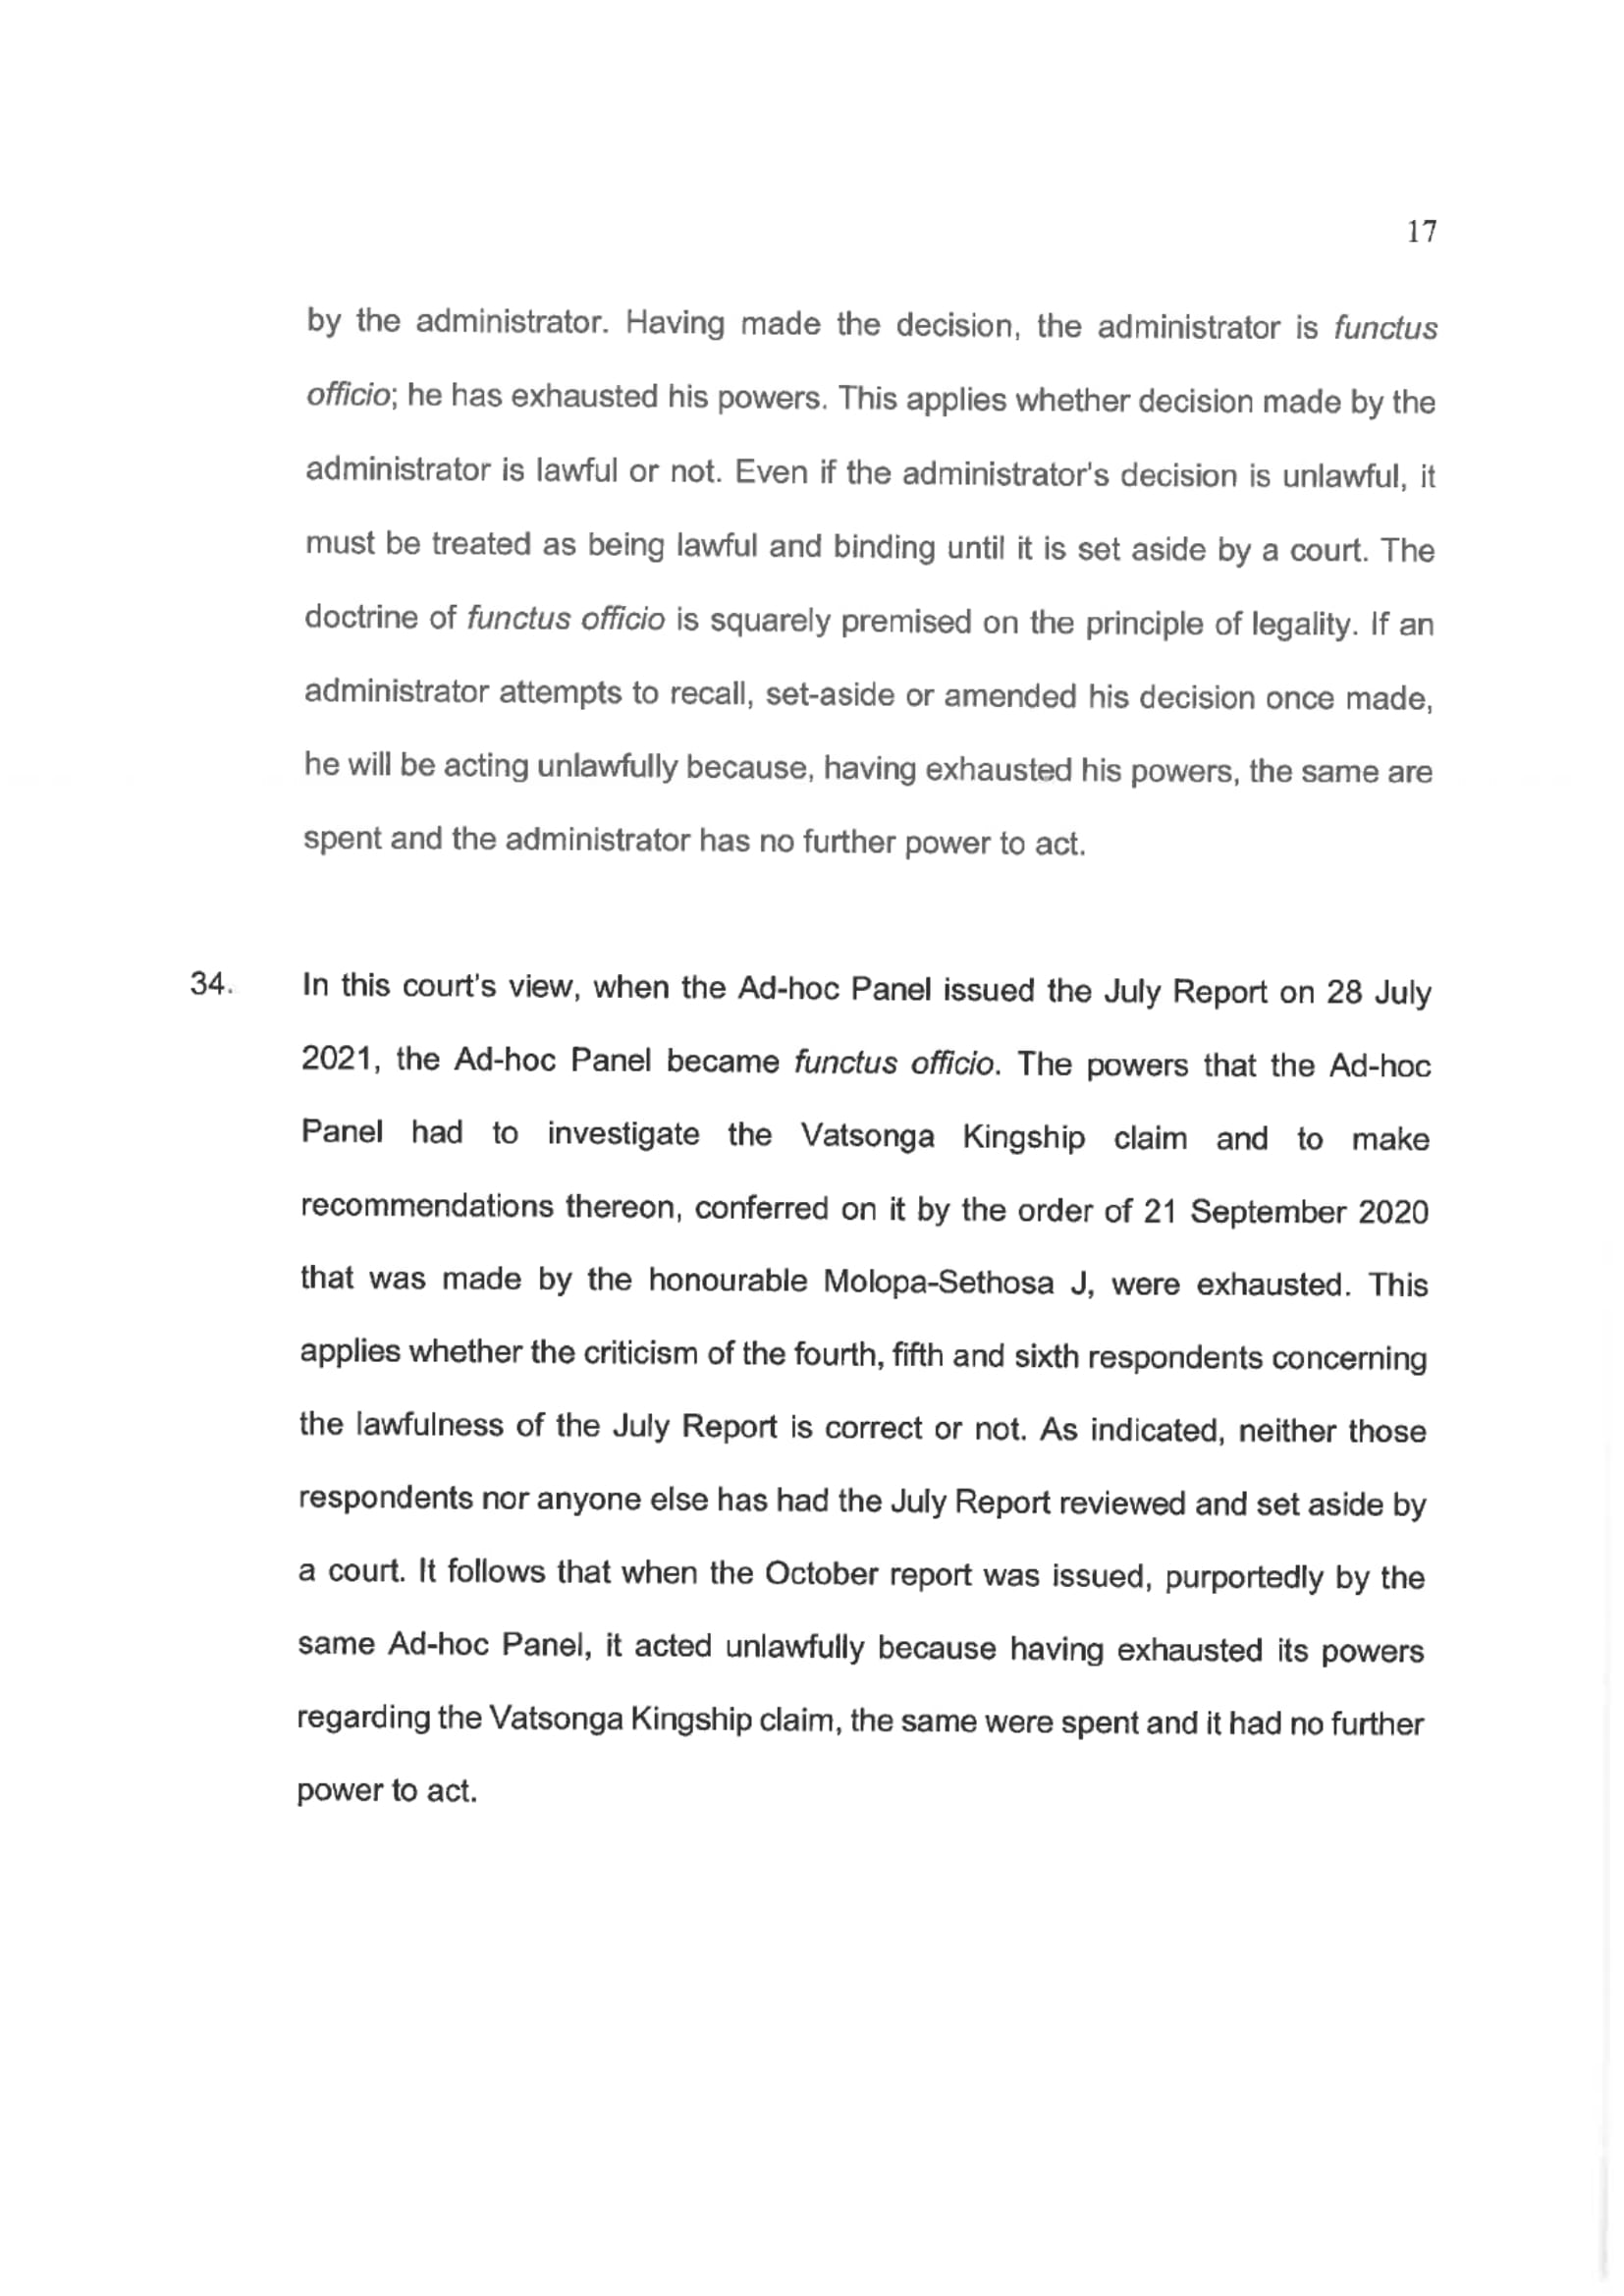 17
by the administrator. Having made the decision, the administrator is functus
officio; he has exhausted his powers. This applies whether decision made by the
administrator is lawful or not. Even if the administrator's decision is unlawful, it
must be treated as being lawful and binding until it is set aside by a court. The
doctrine of functus officio is squarely premised on the principle of legality. If an
administrator attempts to recall, set-aside or amended his decision once made,
he will be acting unlawfully because, having exhausted his powers, the same are
spent and the administrator has no further power to act.
34. In this court's view, when the Ad-hoc Panel issued the July Report on 28 July
2021, the Ad-hoc Panel became functus officio. The powers that the Ad-hoc
Panel had to investigate the Vatsonga Kingship claim and to make
recommendations thereon, conferred on it by the order of 21 September 2020
that was made by the honourable Molopa-Sethosa J, were exhausted. This
applies whether the criticism of the fourth, fifth and sixth respondents concerning
the lawfulness of the July Report is correct or not. As indicated, neither those
respondents nor anyone else has had the July Report reviewed and set aside by
a court. It follows that when the October report was issued, purportedly by the
same Ad-hoc Panel, it acted unlawfully because having exhausted its powers
regarding the Vatsonga Kingship claim, the same were spent and it had no further
power to act.